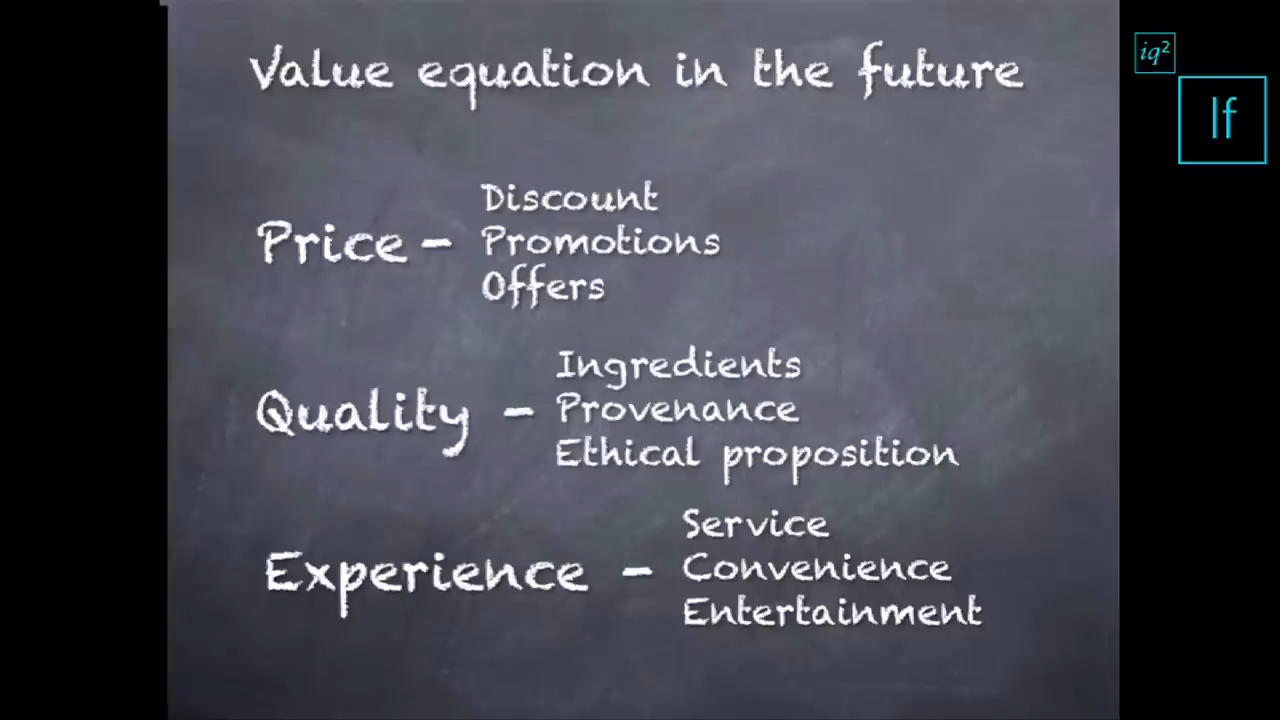 Value equation in the future
iq²
If
Discount
Price - Promotions
Offers
Ingredients
Quality - Provenance
Ethical proposition
Service
Experience - Convenience
Entertainment